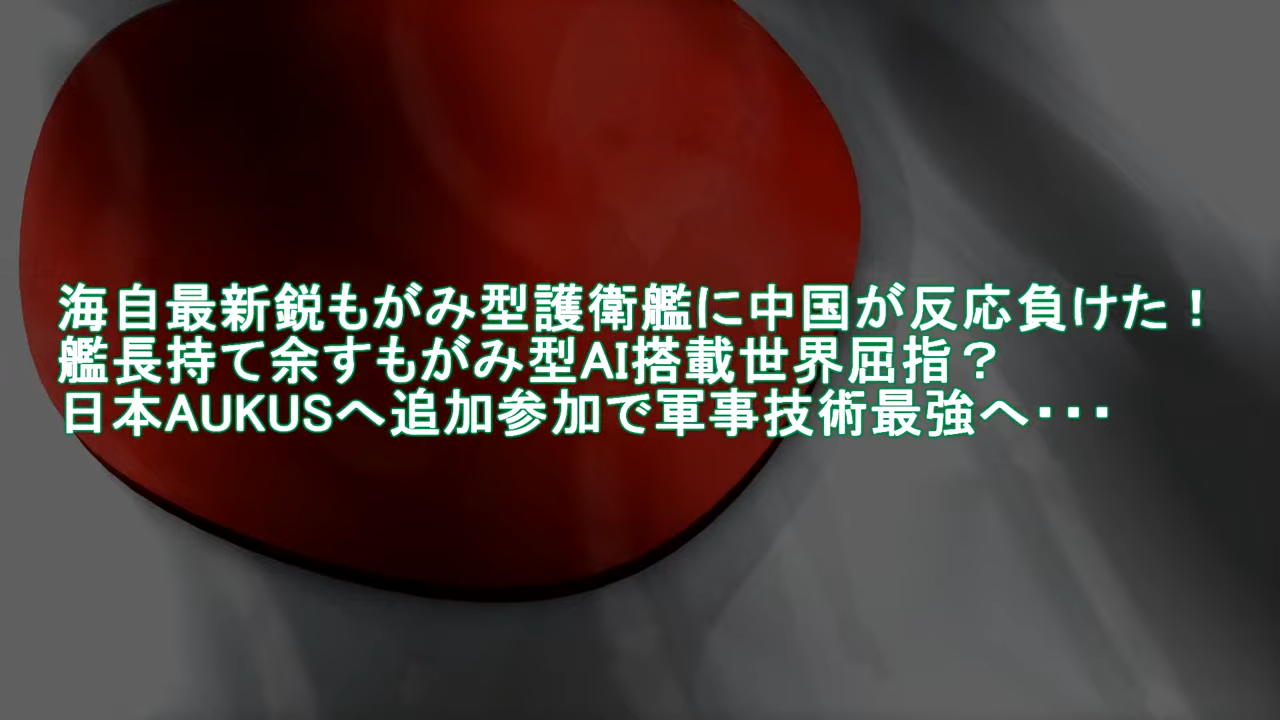 海自最新鋭もがみ型護衛艦に中国が反応負けた！
艦長持て余すもがみ型AI搭載世界屈指？
日本AUKUSへ追加参加で軍事技術最強へ・・・